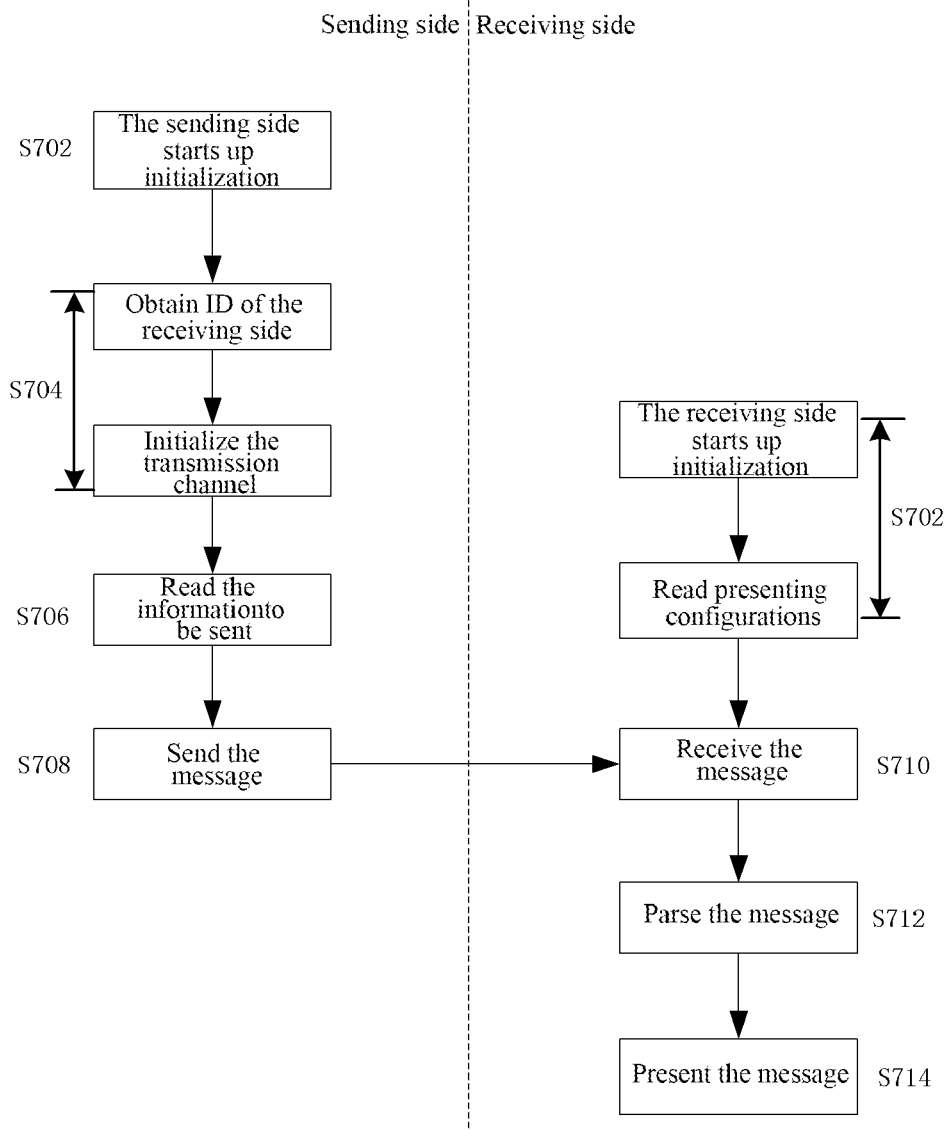 Sending side
Receiving side
S702
The sending side
starts up
initialization
S704
Obtain ID of the
receiving side
Initialize the
transmission
channel
S706
Read the
informationto
be sent
S708
Send the
message
The receiving side
starts up
initialization
S702
Read presenting
configurations
Receive the
message
S710
Parse the message
S712
Present the message
S714